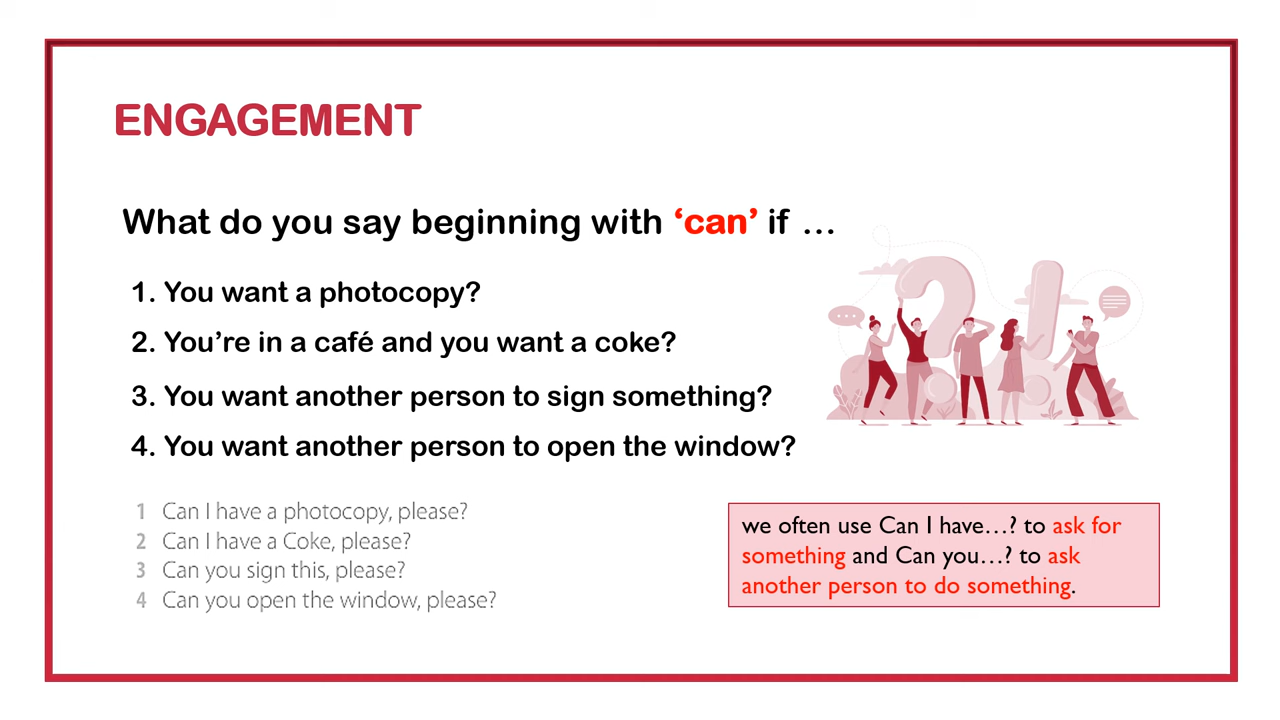 ENGAGEMENT
What do you say beginning with ‘can’ if …
1. You want a photocopy?
2. You’re in a café and you want a coke?
3. You want another person to sign something?
4. You want another person to open the window?
1 Can I have a photocopy, please?
2 Can I have a Coke, please?
3 Can you sign this, please?
4 Can you open the window, please?
we often use Can I have…? to ask for
something and Can you…? to ask
another person to do something.